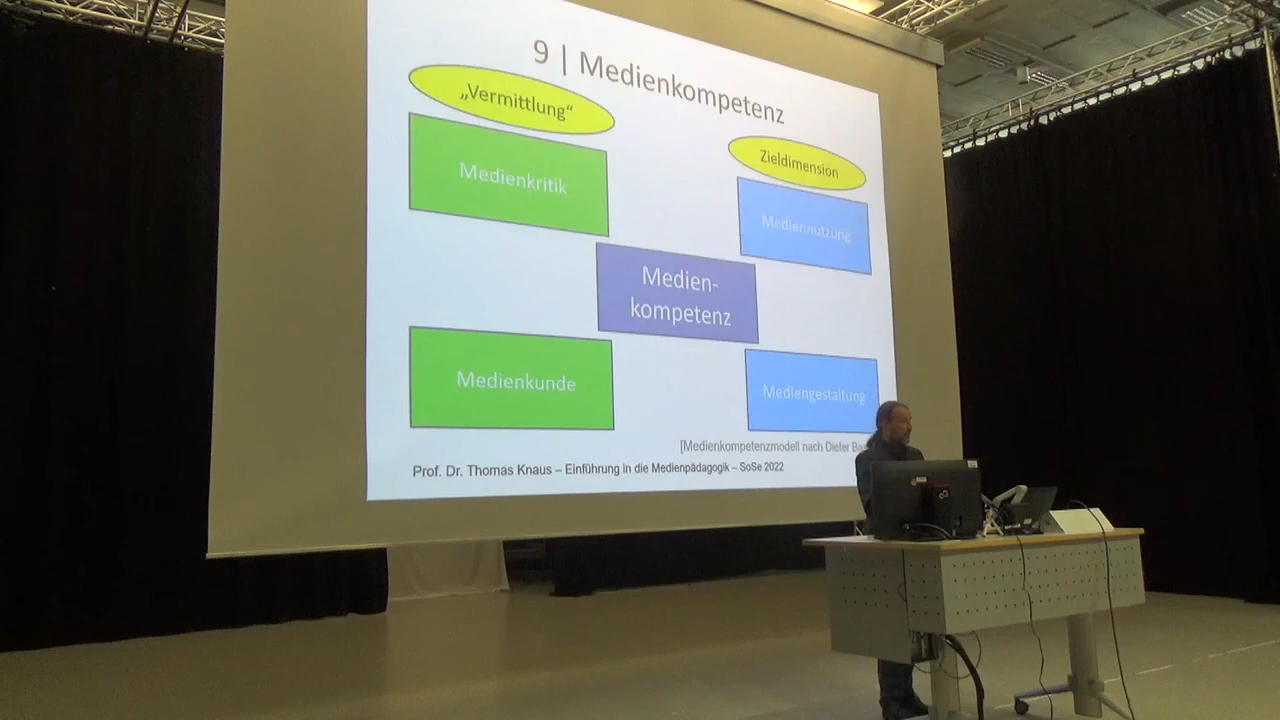 9 | Medienkompetenz
„Vermittlung“
Zieldimension
Medienkritik
Mediennutzung
Medien-
kompetenz
Medienkunde
Mediengestaltung
[Medienkompetenzmodell nach Dieter
Prof. Dr. Thomas Knaus – Einführung in die Medienpädagogik – SoSe 2022